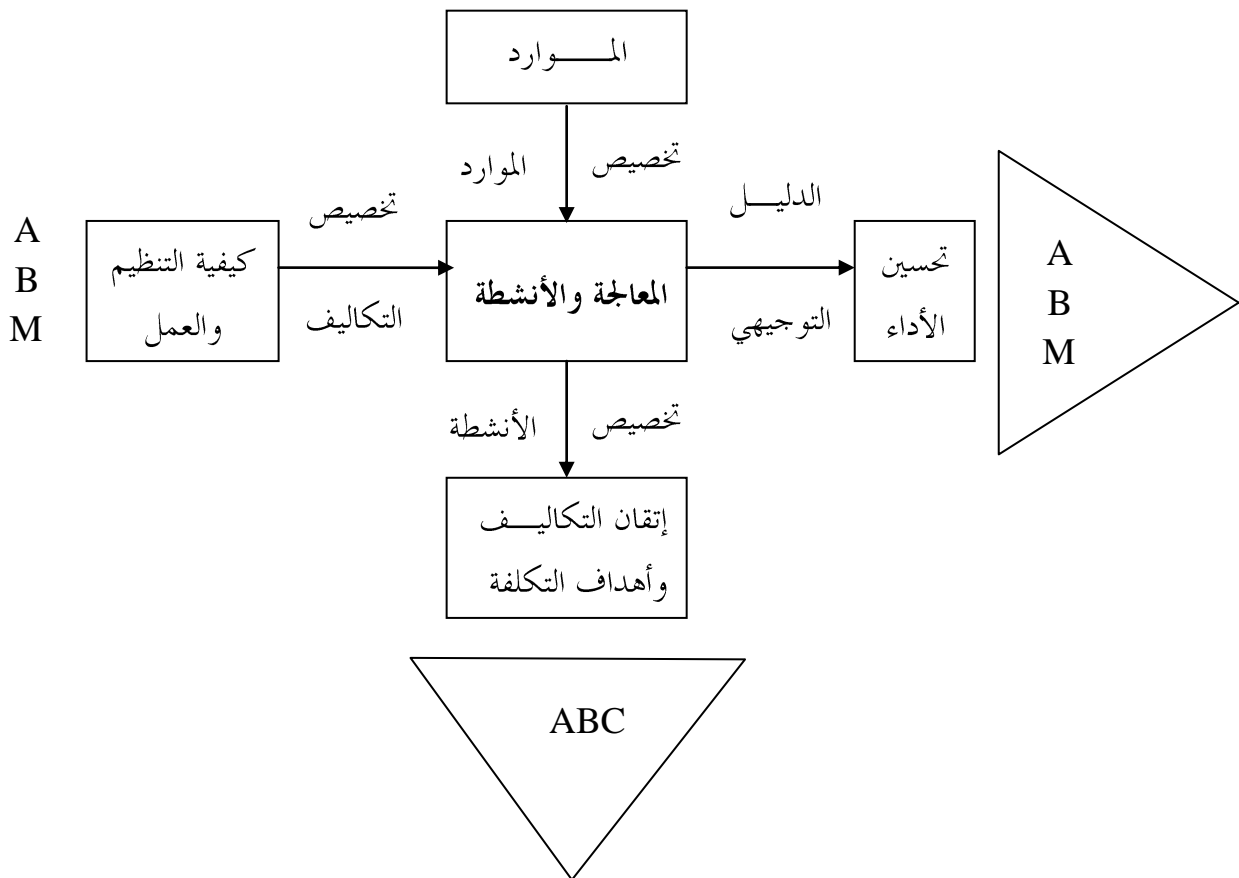 المـــــوارد
تخصيص
الموارد
تخصيص
التكاليف
الدليـــل
التوجيهي
A
B
M
كيفية التنظيم
والعمل
المعالجة والأنشطة
تحسين
الأداء
A
B
M
تخصيص
الأنشطة
إتقان التكاليـــف
وأهداف التكلفة
ABC